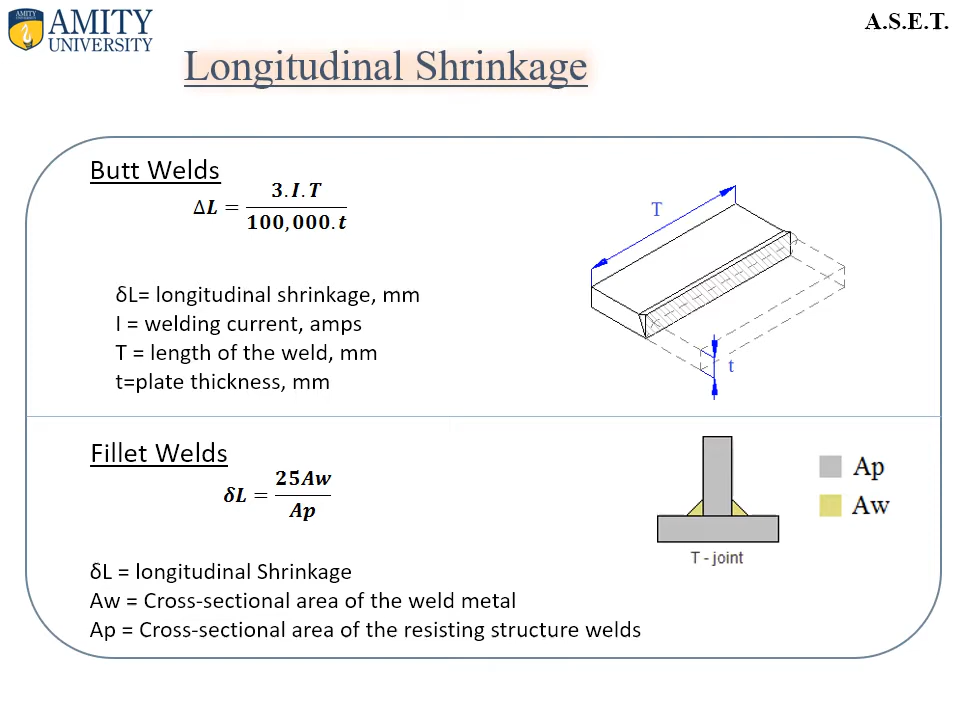 AMITY
UNIVERSITY
A.S.E.T.
Longitudinal Shrinkage
Butt Welds
ΔL = 3.I.T / 100,000.t
δL= longitudinal shrinkage, mm
I = welding current, amps
T = length of the weld, mm
t=plate thickness, mm
T
t
Fillet Welds
δL = 25Aw / Ap
δL = longitudinal Shrinkage
Aw = Cross-sectional area of the weld metal
Ap = Cross-sectional area of the resisting structure welds
Ap
Aw
T - joint